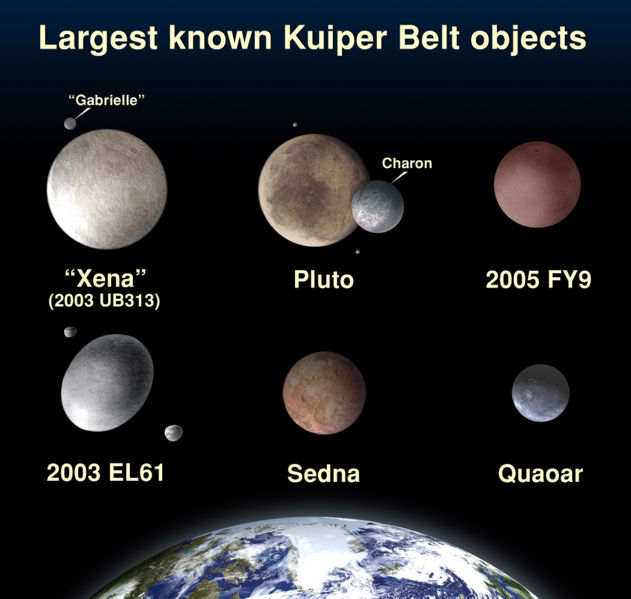 Largest known Kuiper Belt objects
“Gabrielle”
Charon
“Xena”
(2003 UB313)
Pluto
2005 FY9
2003 EL61
Sedna
Quaoar